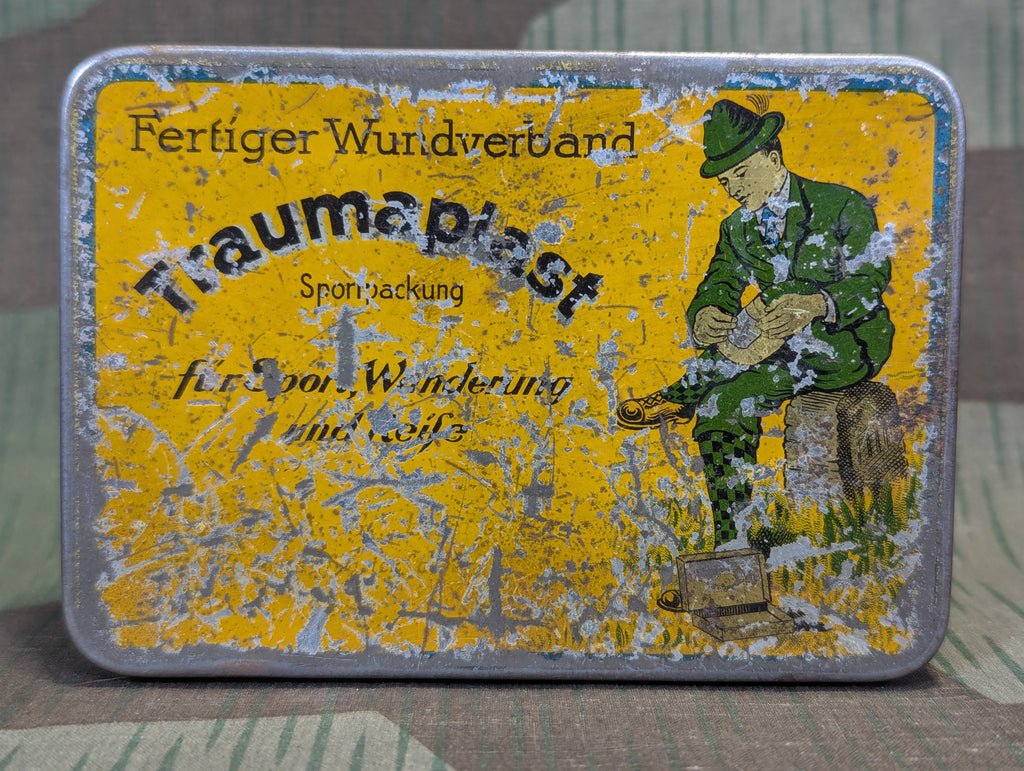 Fertiger Wundverband
Traumaplast
Sportpackung
für Sport, Wanderung
und Reiſe